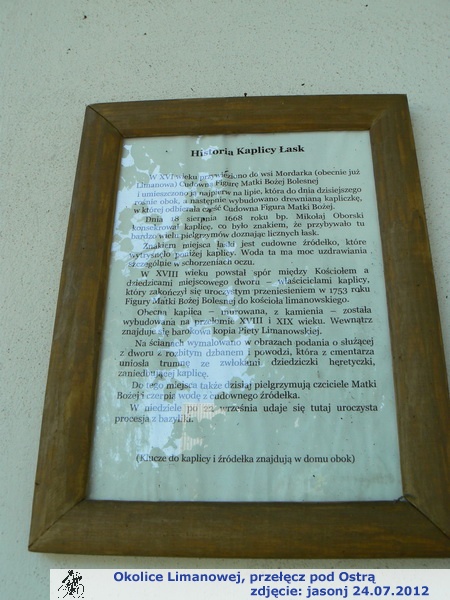 Historia Kaplicy Łask
W XVI wieku przywieziono do wsi Mordarka (obecnie już
Limanowa) Cudowną Figurę Matki Bożej Bolesnej
i umieszczono ją najpierw na lipie, która do dnia dzisiejszego
rośnie obok, a następnie wybudowano drewnianą kapliczkę,
w której odbierała cześć Cudowna Figura Matki Bożej.
Dnia 18 sierpnia 1668 roku bp. Mikołaj Oborski
konsekrował kaplicę, co było znakiem, że przybywało tu
bardzo wielu pielgrzymów doznając licznych łask.
Znakiem miejsca łaski jest cudowne źródełko, które
wytrysnęło poniżej kaplicy. Woda ta ma moc uzdrawiania
szczególnie w schorzeniach oczu.
W XVIII wieku powstał spór między Kościołem a
dziedzicami miejscowego dworu – właścicielami kaplicy,
który zakończył się uroczystym przeniesieniem w 1753 roku
Figury Matki Bożej Bolesnej do kościoła limanowskiego.
Obecna kaplica – murowana, z kamienia – została
wybudowana na przełomie XVIII i XIX wieku. Wewnątrz
znajduje się barokowa kopia Piety Limanowskiej.
Na ścianach wymalowano w obrazach podania o służącej
z dworu z rozbitym dzbanem i powodzi, która z cmentarza
uniosła trumnę ze zwłokami dziedziczki heretyczki,
zaniedbującej kaplicę.
Do tego miejsca także dzisiaj pielgrzymują czciciele Matki
Bożej i czerpią wodę z cudownego źródełka.
W niedzielę po 22 września udaje się tutaj uroczysta
procesja z bazyliki.
(Klucze do kaplicy i źródełka znajdują w domu obok)
Okolice Limanowej, przełęcz pod Ostrą
zdjęcie: jasonj 24.07.2012